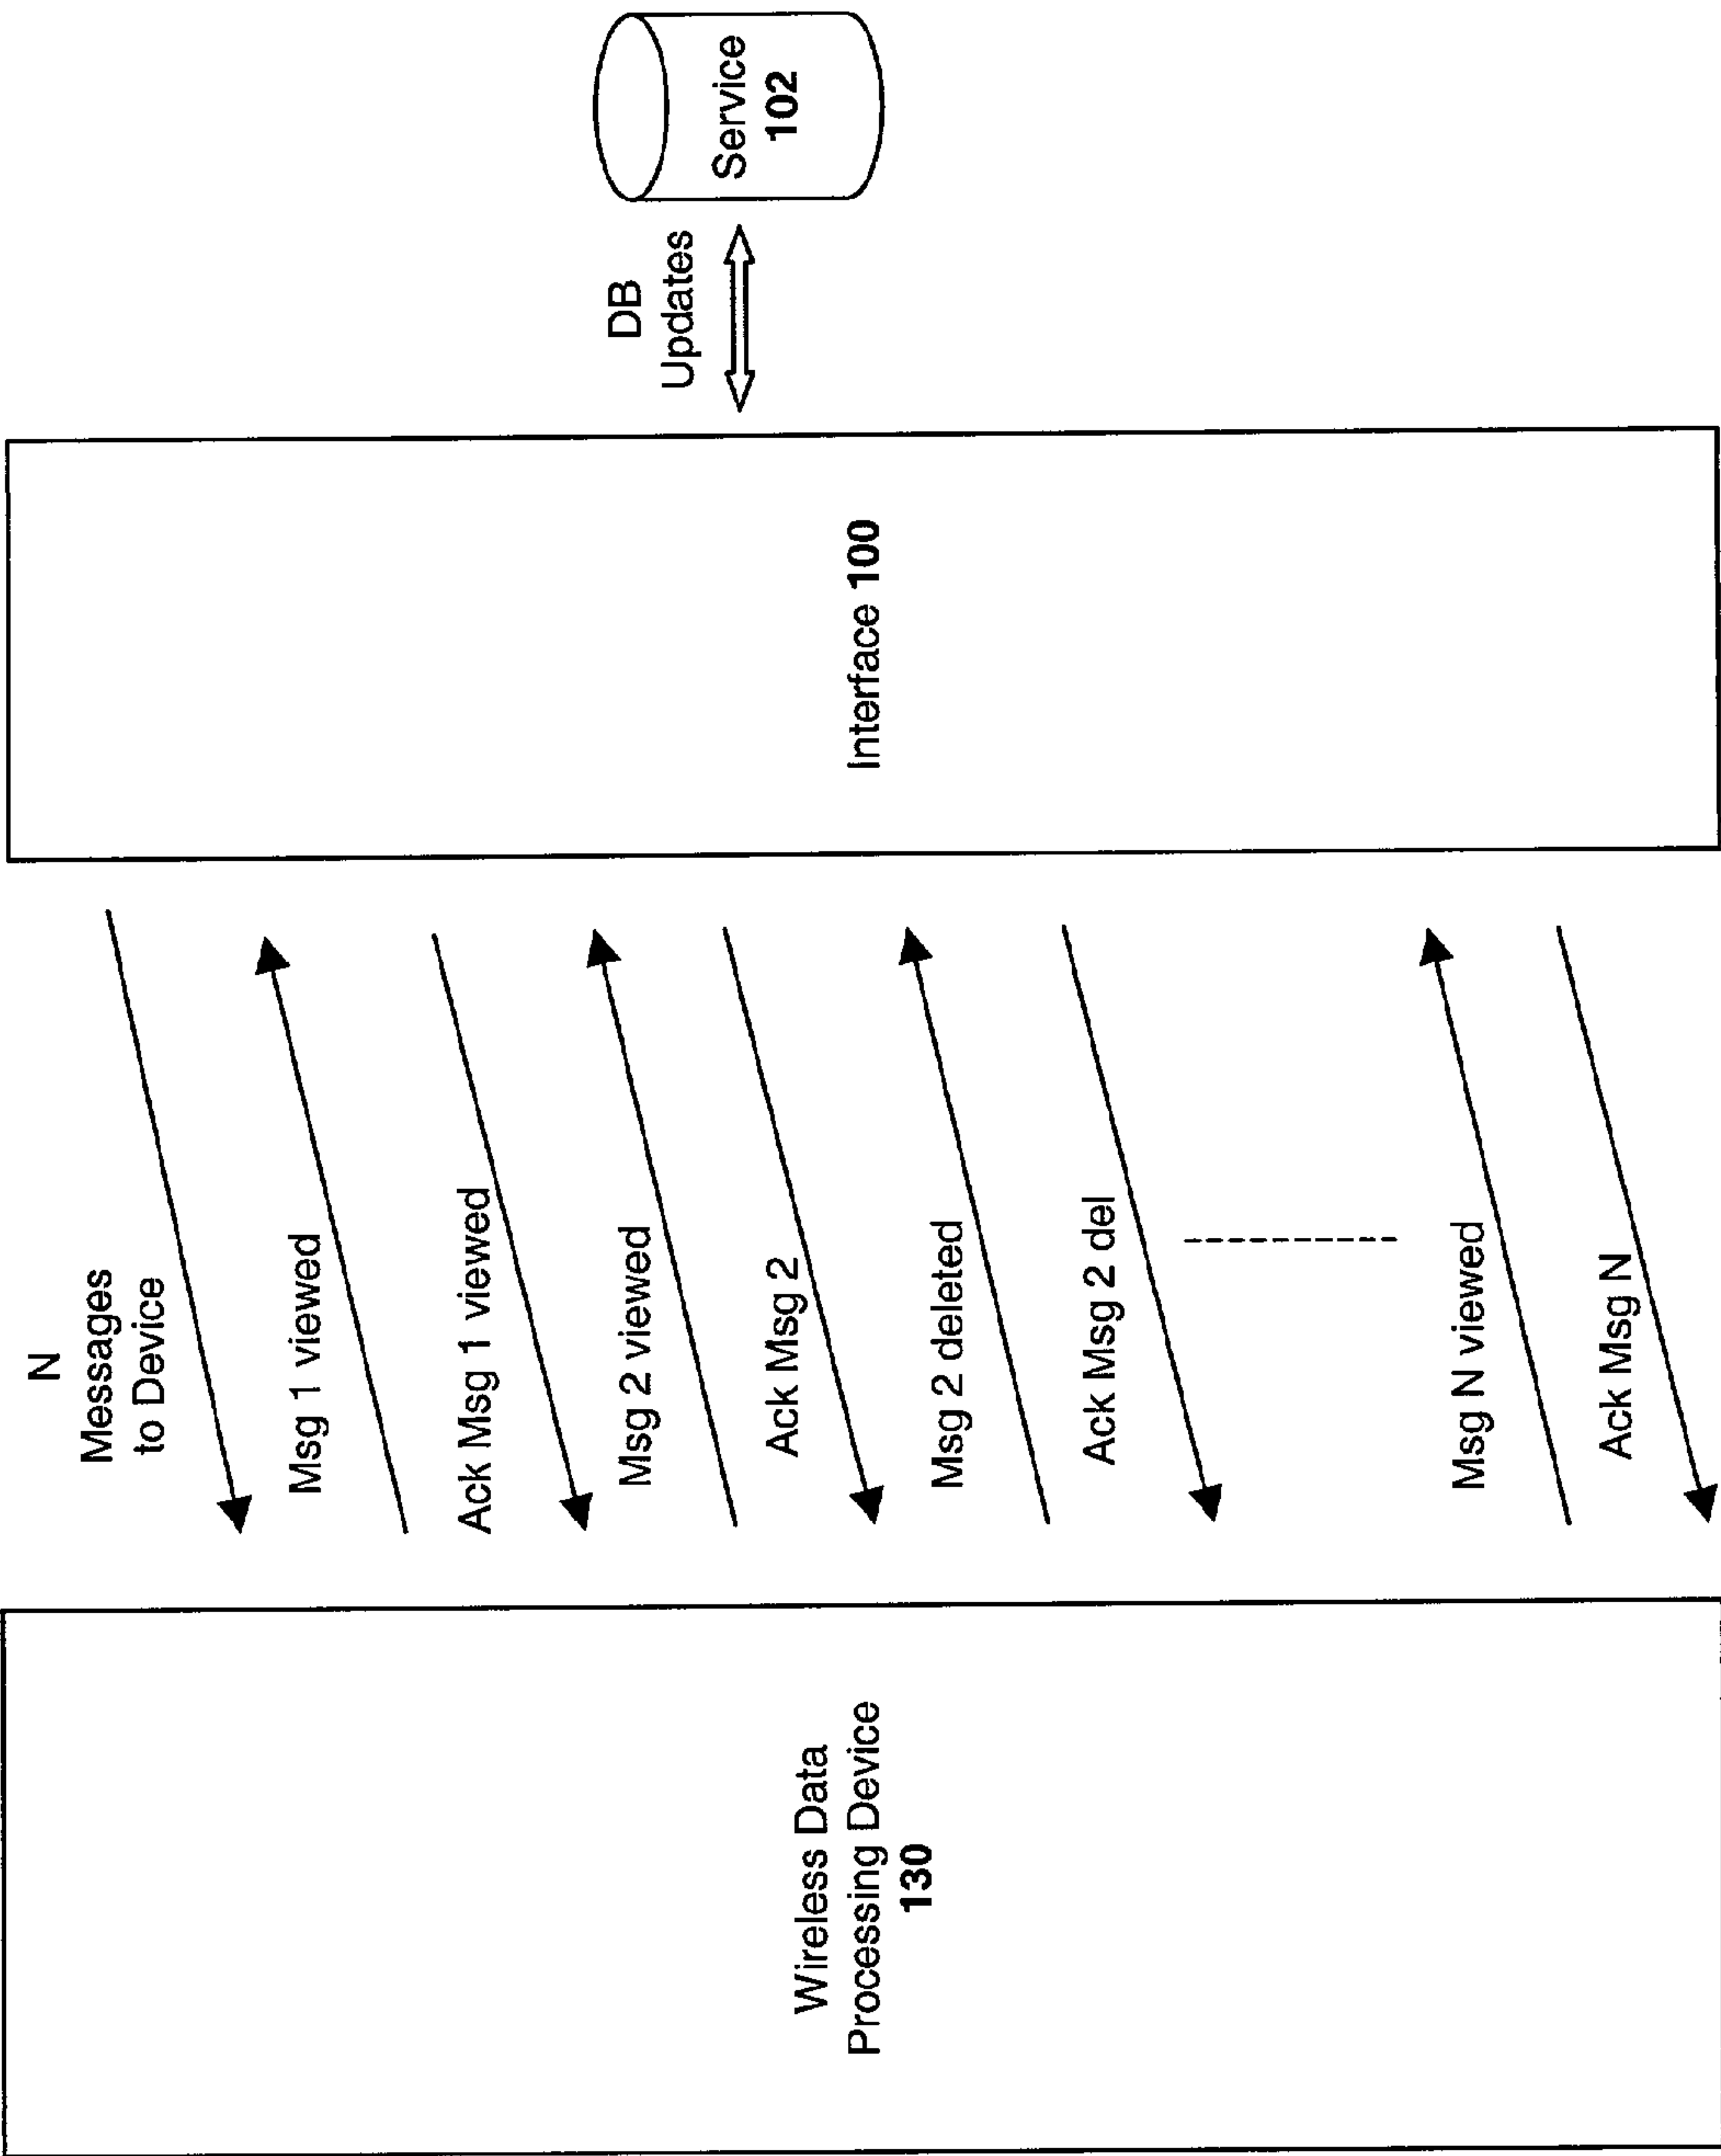 N
Messages
to Device
Msg 1 viewed
Ack Msg 1 viewed
Msg 2 viewed
Ack Msg 2
Msg 2 deleted
Ack Msg 2 del
Msg N viewed
Ack Msg N
Wireless Data
Processing Device
130
Interface 100
DB
Updates
Service
102